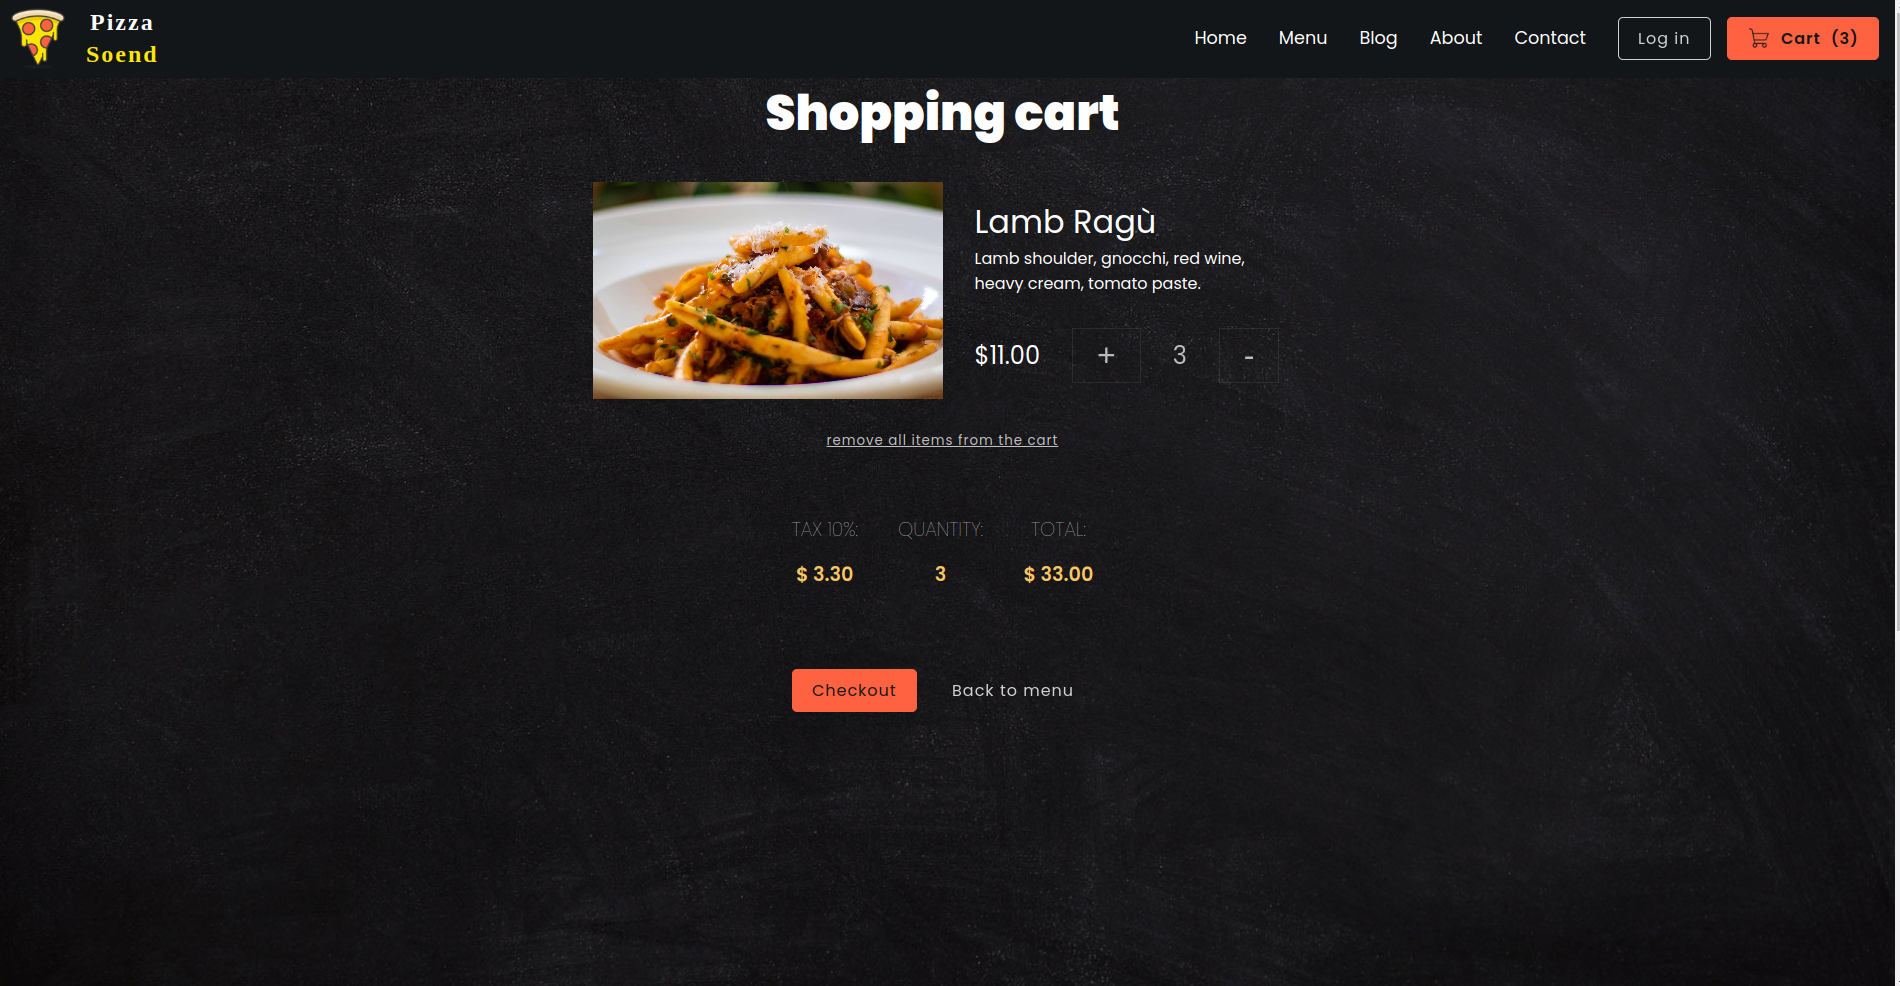 Pizza
Soend
Home Menu Blog About Contact Log in Cart (3)
Shopping cart
Lamb Ragù
Lamb shoulder, gnocchi, red wine,
heavy cream, tomato paste.
$11.00 + 3 -
remove all items from the cart
TAX 10%: QUANTITY: TOTAL:
$ 3.30 3 $ 33.00
Checkout Back to menu